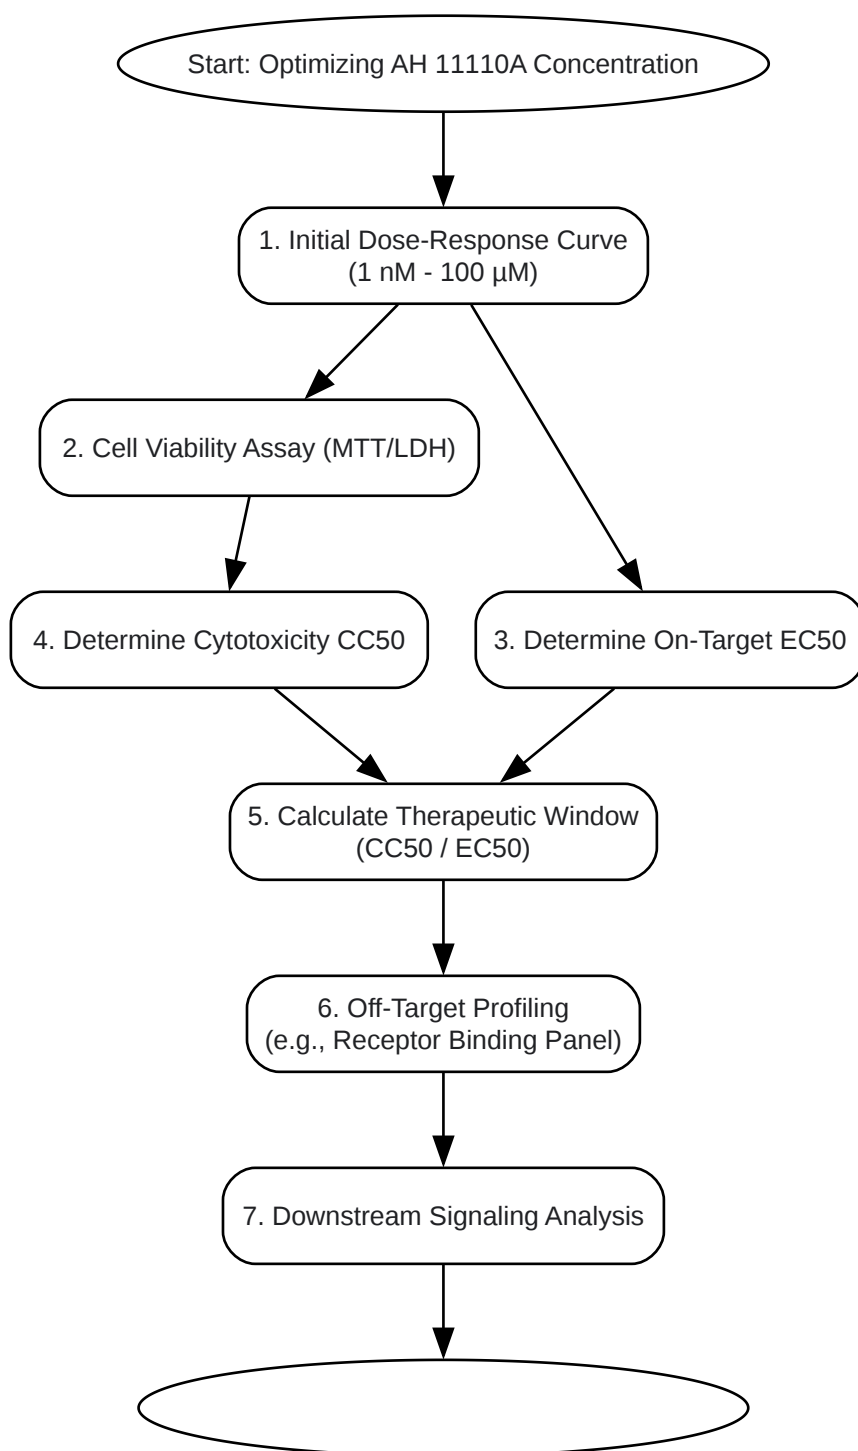 Start: Optimizing AH 11110A Concentration
1. Initial Dose-Response Curve
(1 nM - 100 µM)
2. Cell Viability Assay (MTT/LDH)
4. Determine Cytotoxicity CC50
3. Determine On-Target EC50
5. Calculate Therapeutic Window
(CC50 / EC50)
6. Off-Target Profiling
(e.g., Receptor Binding Panel)
7. Downstream Signaling Analysis